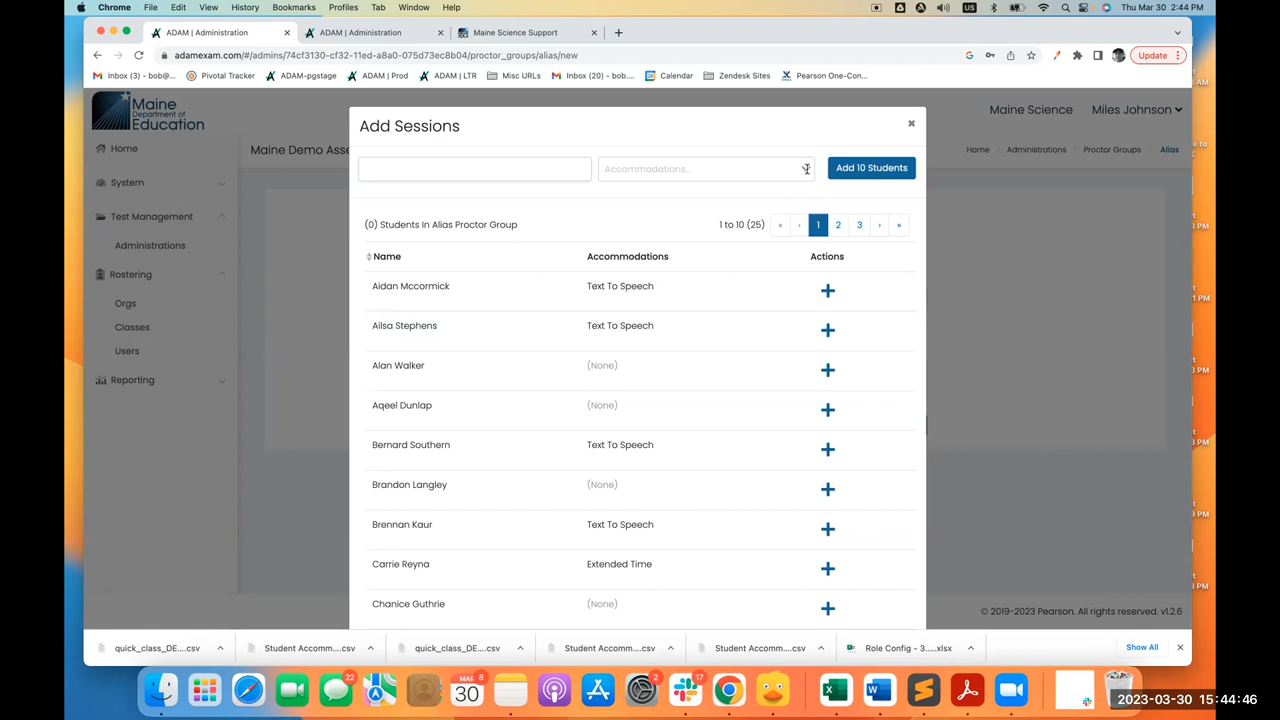 Chrome File Edit View History Bookmarks Profiles Tab Window Help US Thu Mar 30 2:44 PM
ADAM | Administration ADAM | Administration Maine Science Support
adamexam.com/#/admins/74cf3130-cf32-11ed-a8a0-075d73ec8b04/proctor_groups/alias/new Update
Inbox (3) - bob@... Pivotal Tracker ADAM-pgstage ADAM | Prod ADAM | LTR Misc URLs Inbox (20) - bob.... Calendar Zendesk Sites Pearson One-Con...
Maine Department of Education
Maine Science Miles Johnson
Home
System
Test Management
Administrations
Rostering
Orgs
Classes
Users
Reporting
Maine Demo Asse
Home Administrations Proctor Groups Alias
Add Sessions
Accommodations.. Add 10 Students
(0) Students In Alias Proctor Group 1 to 10 (25) « ‹ 1 2 3 › »
Name Accommodations Actions
Aidan Mccormick Text To Speech
Ailsa Stephens Text To Speech
Alan Walker (None)
Aqeel Dunlap (None)
Bernard Southern Text To Speech
Brandon Langley (None)
Brennan Kaur Text To Speech
Carrie Reyna Extended Time
Chanice Guthrie (None)
© 2019-2023 Pearson. All rights reserved. v1.2.6
quick_class_DE....csv Student Accomm....csv quick_class_DE....csv Student Accomm....csv Student Accomm....csv Role Config - 3....xlsx Show All
22 MAR 30 8 2 17
2023-03-30 15:44:46